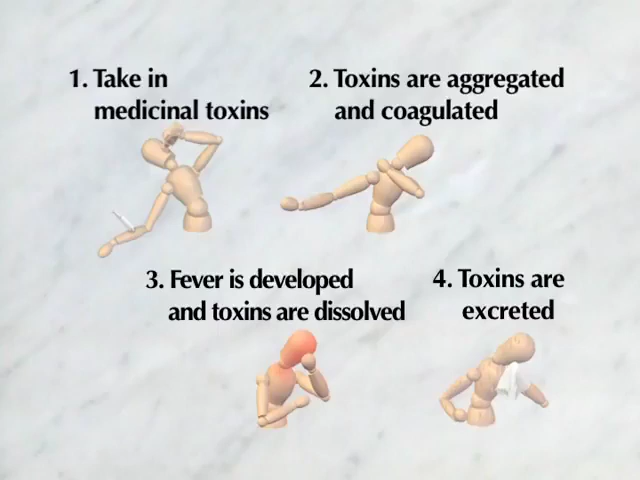 1. Take in
medicinal toxins
2. Toxins are aggregated
and coagulated
3. Fever is developed
and toxins are dissolved
4. Toxins are
excreted